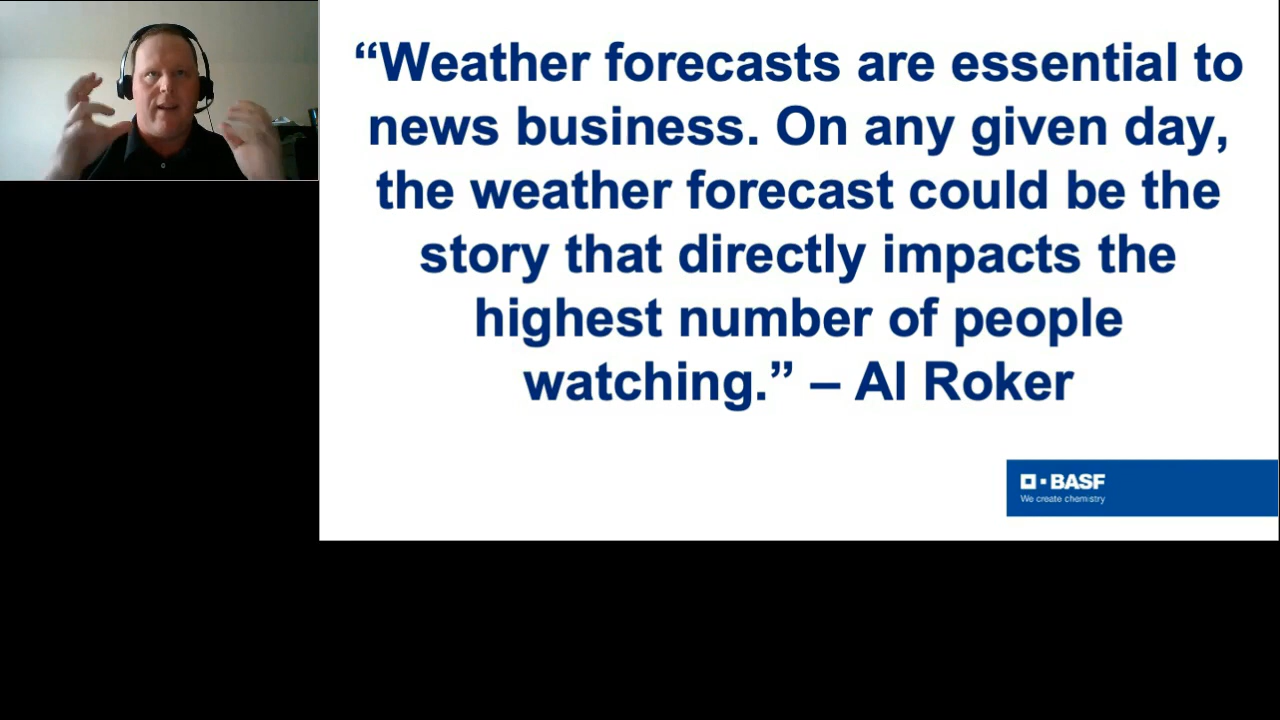 “Weather forecasts are essential to
news business. On any given day,
the weather forecast could be the
story that directly impacts the
highest number of people
watching.” – Al Roker
BASF
We create chemistry